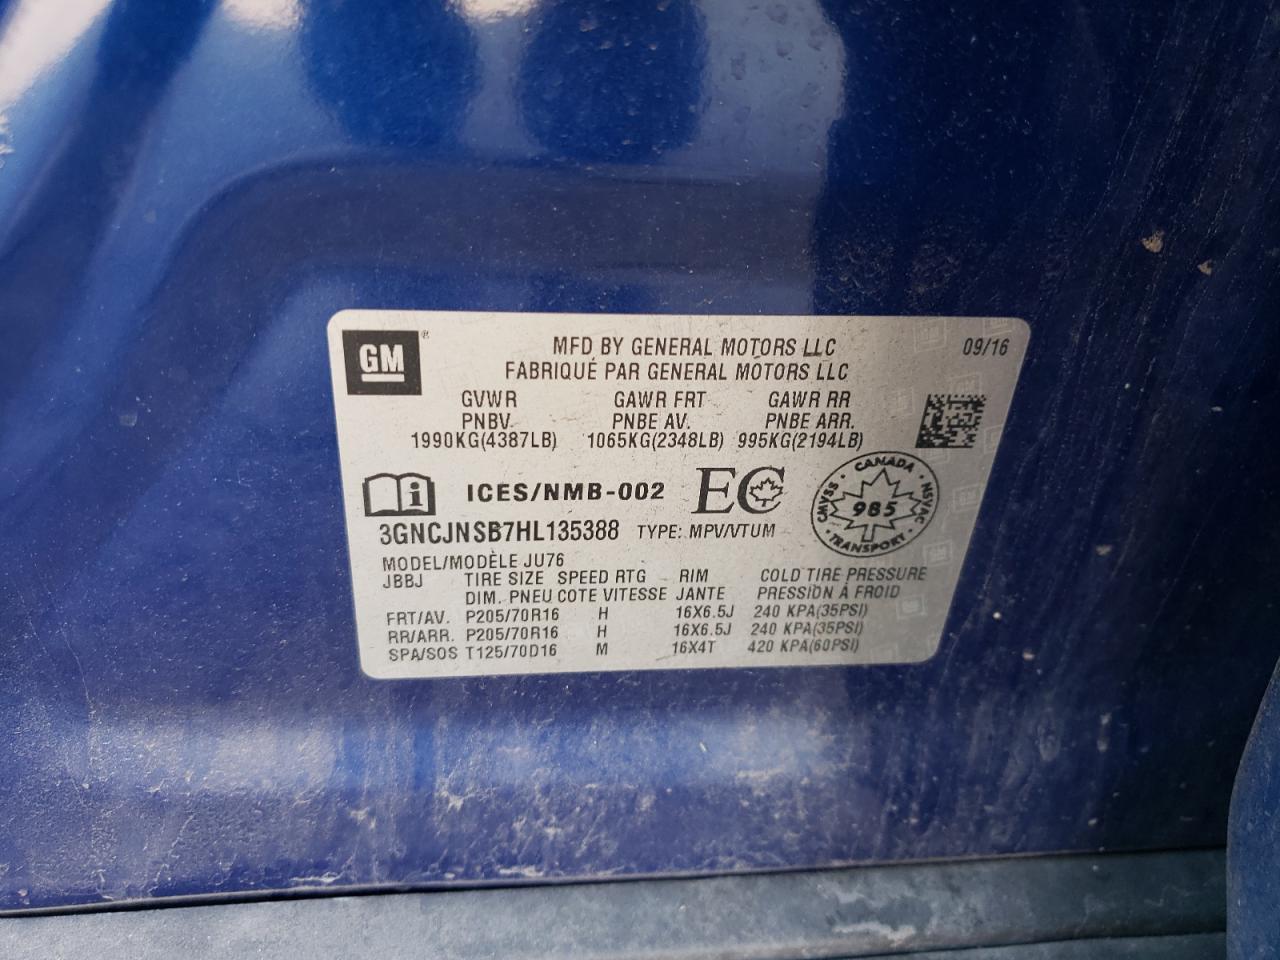 GM®
MFD BY GENERAL MOTORS LLC 09/16
FABRIQUÉ PAR GENERAL MOTORS LLC
GVWR GAWR FRT GAWR RR
PNBV PNBE AV. PNBE ARR.
1990KG(4387LB) 1065KG(2348LB) 995KG(2194LB)
ICES/NMB-002 EC
CANADA
CMVSS 985 NSVAC
TRANSPORT
3GNCJNSB7HL135388 TYPE: MPV/VTUM
MODEL/MODÈLE JU76
JBBJ TIRE SIZE SPEED RTG RIM COLD TIRE PRESSURE
DIM. PNEU COTE VITESSE JANTE PRESSION À FROID
FRT/AV. P205/70R16 H 16X6.5J 240 KPA(35PSI)
RR/ARR. P205/70R16 H 16X6.5J 240 KPA(35PSI)
SPA/SOS T125/70D16 M 16X4T 420 KPA(60PSI)